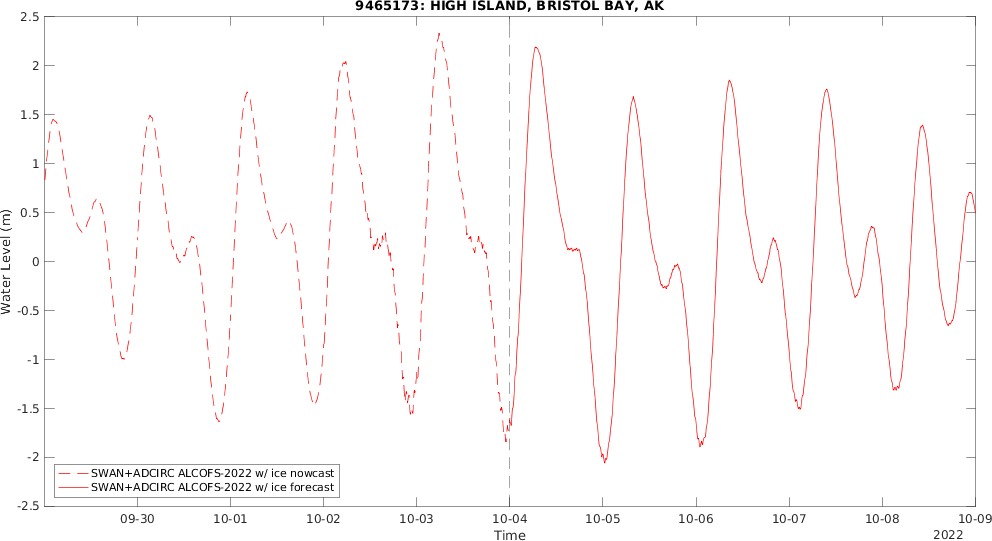 9465173: HIGH ISLAND, BRISTOL BAY, AK
2.5
2
1.5
1
0.5
0
-0.5
-1
-1.5
-2
-2.5
Water Level (m)
SWAN+ADCIRC ALCOFS-2022 w/ ice nowcast
SWAN+ADCIRC ALCOFS-2022 w/ ice forecast
09-30 10-01 10-02 10-03 10-04 10-05 10-06 10-07 10-08 10-09
Time
2022